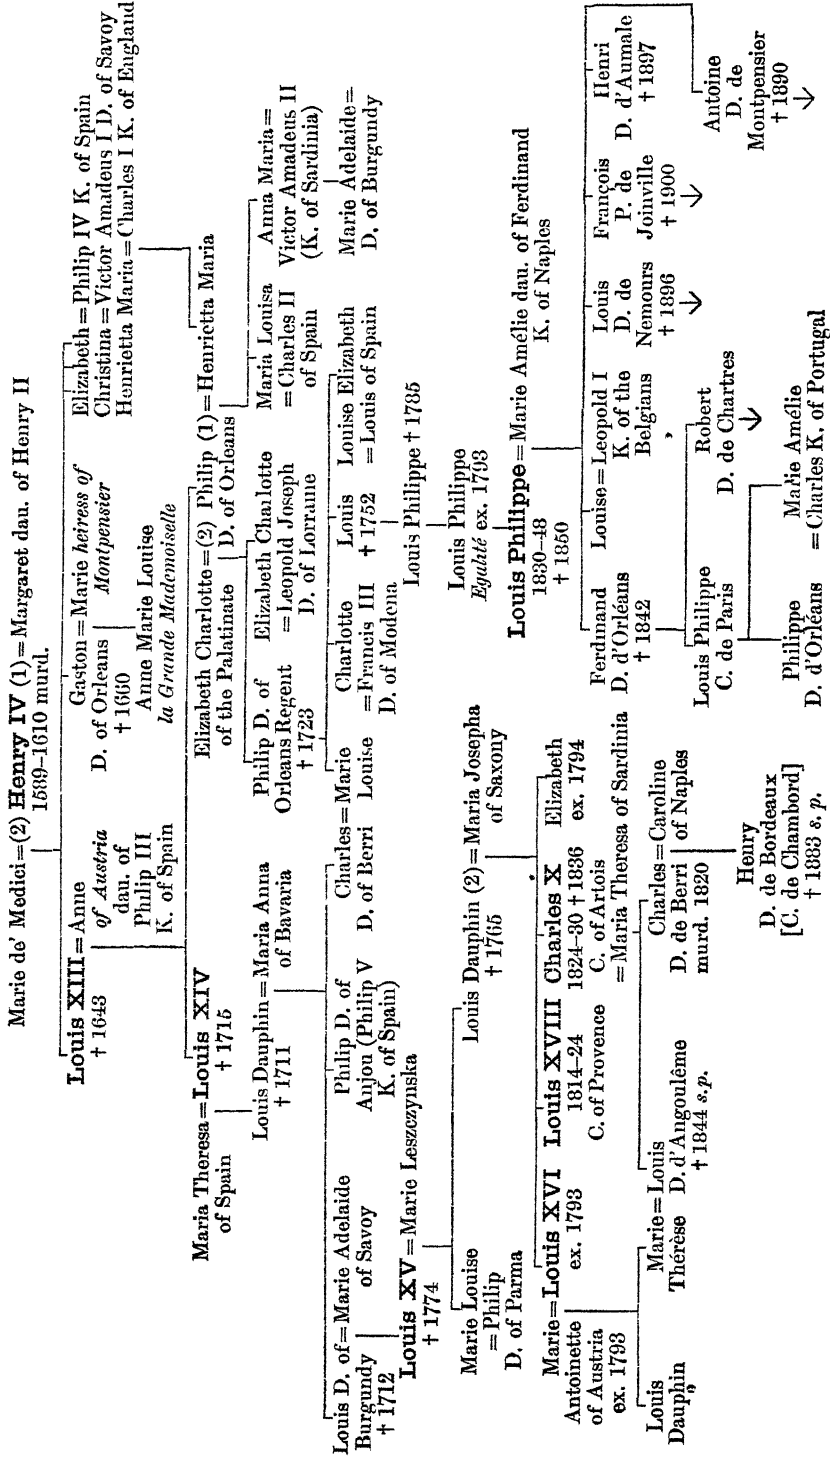 Marie de' Medici=(2) Henry IV (1)=Margaret dau. of Henry II
1589–1610 murd.
Louis XIII=Anne
† 1643
of Austria
dau. of
Philip III
K. of Spain
Gaston=Marie heiress of
D. of Orleans
Montpensier
† 1660
Anne Marie Louise
la Grande Mademoiselle
Elizabeth=Philip IV K. of Spain
Christina=Victor Amadeus I D. of Savoy
Henrietta Maria=Charles I K. of England
Maria Theresa=Louis XIV
of Spain
† 1715
Elizabeth Charlotte=(2) Philip (1)=Henrietta Maria
of the Palatinate
D. of Orleans
Louis Dauphin=Maria Anna
† 1711
of Bavaria
Philip D. of
Orleans Regent
† 1723
Elizabeth Charlotte
=Leopold Joseph
D. of Lorraine
Maria Louisa
=Charles II
of Spain
Anna Maria=
Victor Amadeus II
(K. of Sardinia)
Marie Adelaide=
D. of Burgundy
Louis D. of=Marie Adelaide
Burgundy
of Savoy
† 1712
Philip D. of
Anjou (Philip V
K. of Spain)
Charles=Marie
D. of Berri Louise
Charlotte
=Francis III
D. of Modena
Louis
† 1752
Louise Elizabeth
=Louis of Spain
Louis XV=Marie Leszczynska
† 1774
Louis Philippe † 1785
Marie Louise
=Philip
D. of Parma
Louis Dauphin (2)=Maria Josepha
† 1765
of Saxony
Louis Philippe
Egalité ex. 1793
Marie=Louis XVI
Antoinette
ex. 1793
of Austria
ex. 1793
Louis XVIII
1814–24
C. of Provence
Charles X
1824–30 † 1836
C. of Artois
=Maria Theresa of Sardinia
Elizabeth
ex. 1794
Louis Philippe=Marie Amélie dau. of Ferdinand
1830–48
K. of Naples
† 1850
Louis
Dauphin
Marie=Louis
Thérèse D. d'Angoulême
† 1844 s.p.
Charles=Caroline
D. de Berri of Naples
murd. 1820
Ferdinand
D. d'Orléans
† 1842
Louise=Leopold I
K. of the
Belgians
Louis
D. de
Nemours
† 1896
François
P. de
Joinville
† 1900
Henri
D. d'Aumale
† 1897
Antoine
D. de
Montpensier
† 1890
Henry
D. de Bordeaux
[C. de Chambord]
† 1883 s.p.
Louis Philippe
C. de Paris
Robert
D. de Chartres
Philippe
D. d'Orléans
Marie Amélie
=Charles K. of Portugal